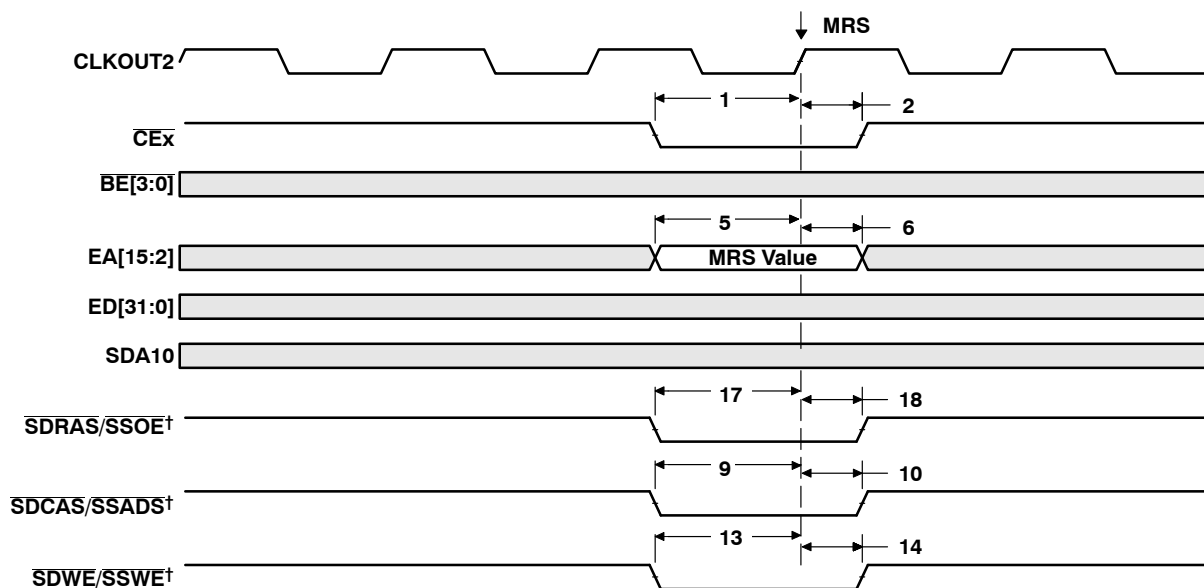 MRS
CLKOUT2
1
2
CEx
BE[3:0]
5
6
EA[15:2]
MRS Value
ED[31:0]
SDA10
17
18
SDRAS/SSOE†
9
10
SDCAS/SSADS†
13
14
SDWE/SSWE†